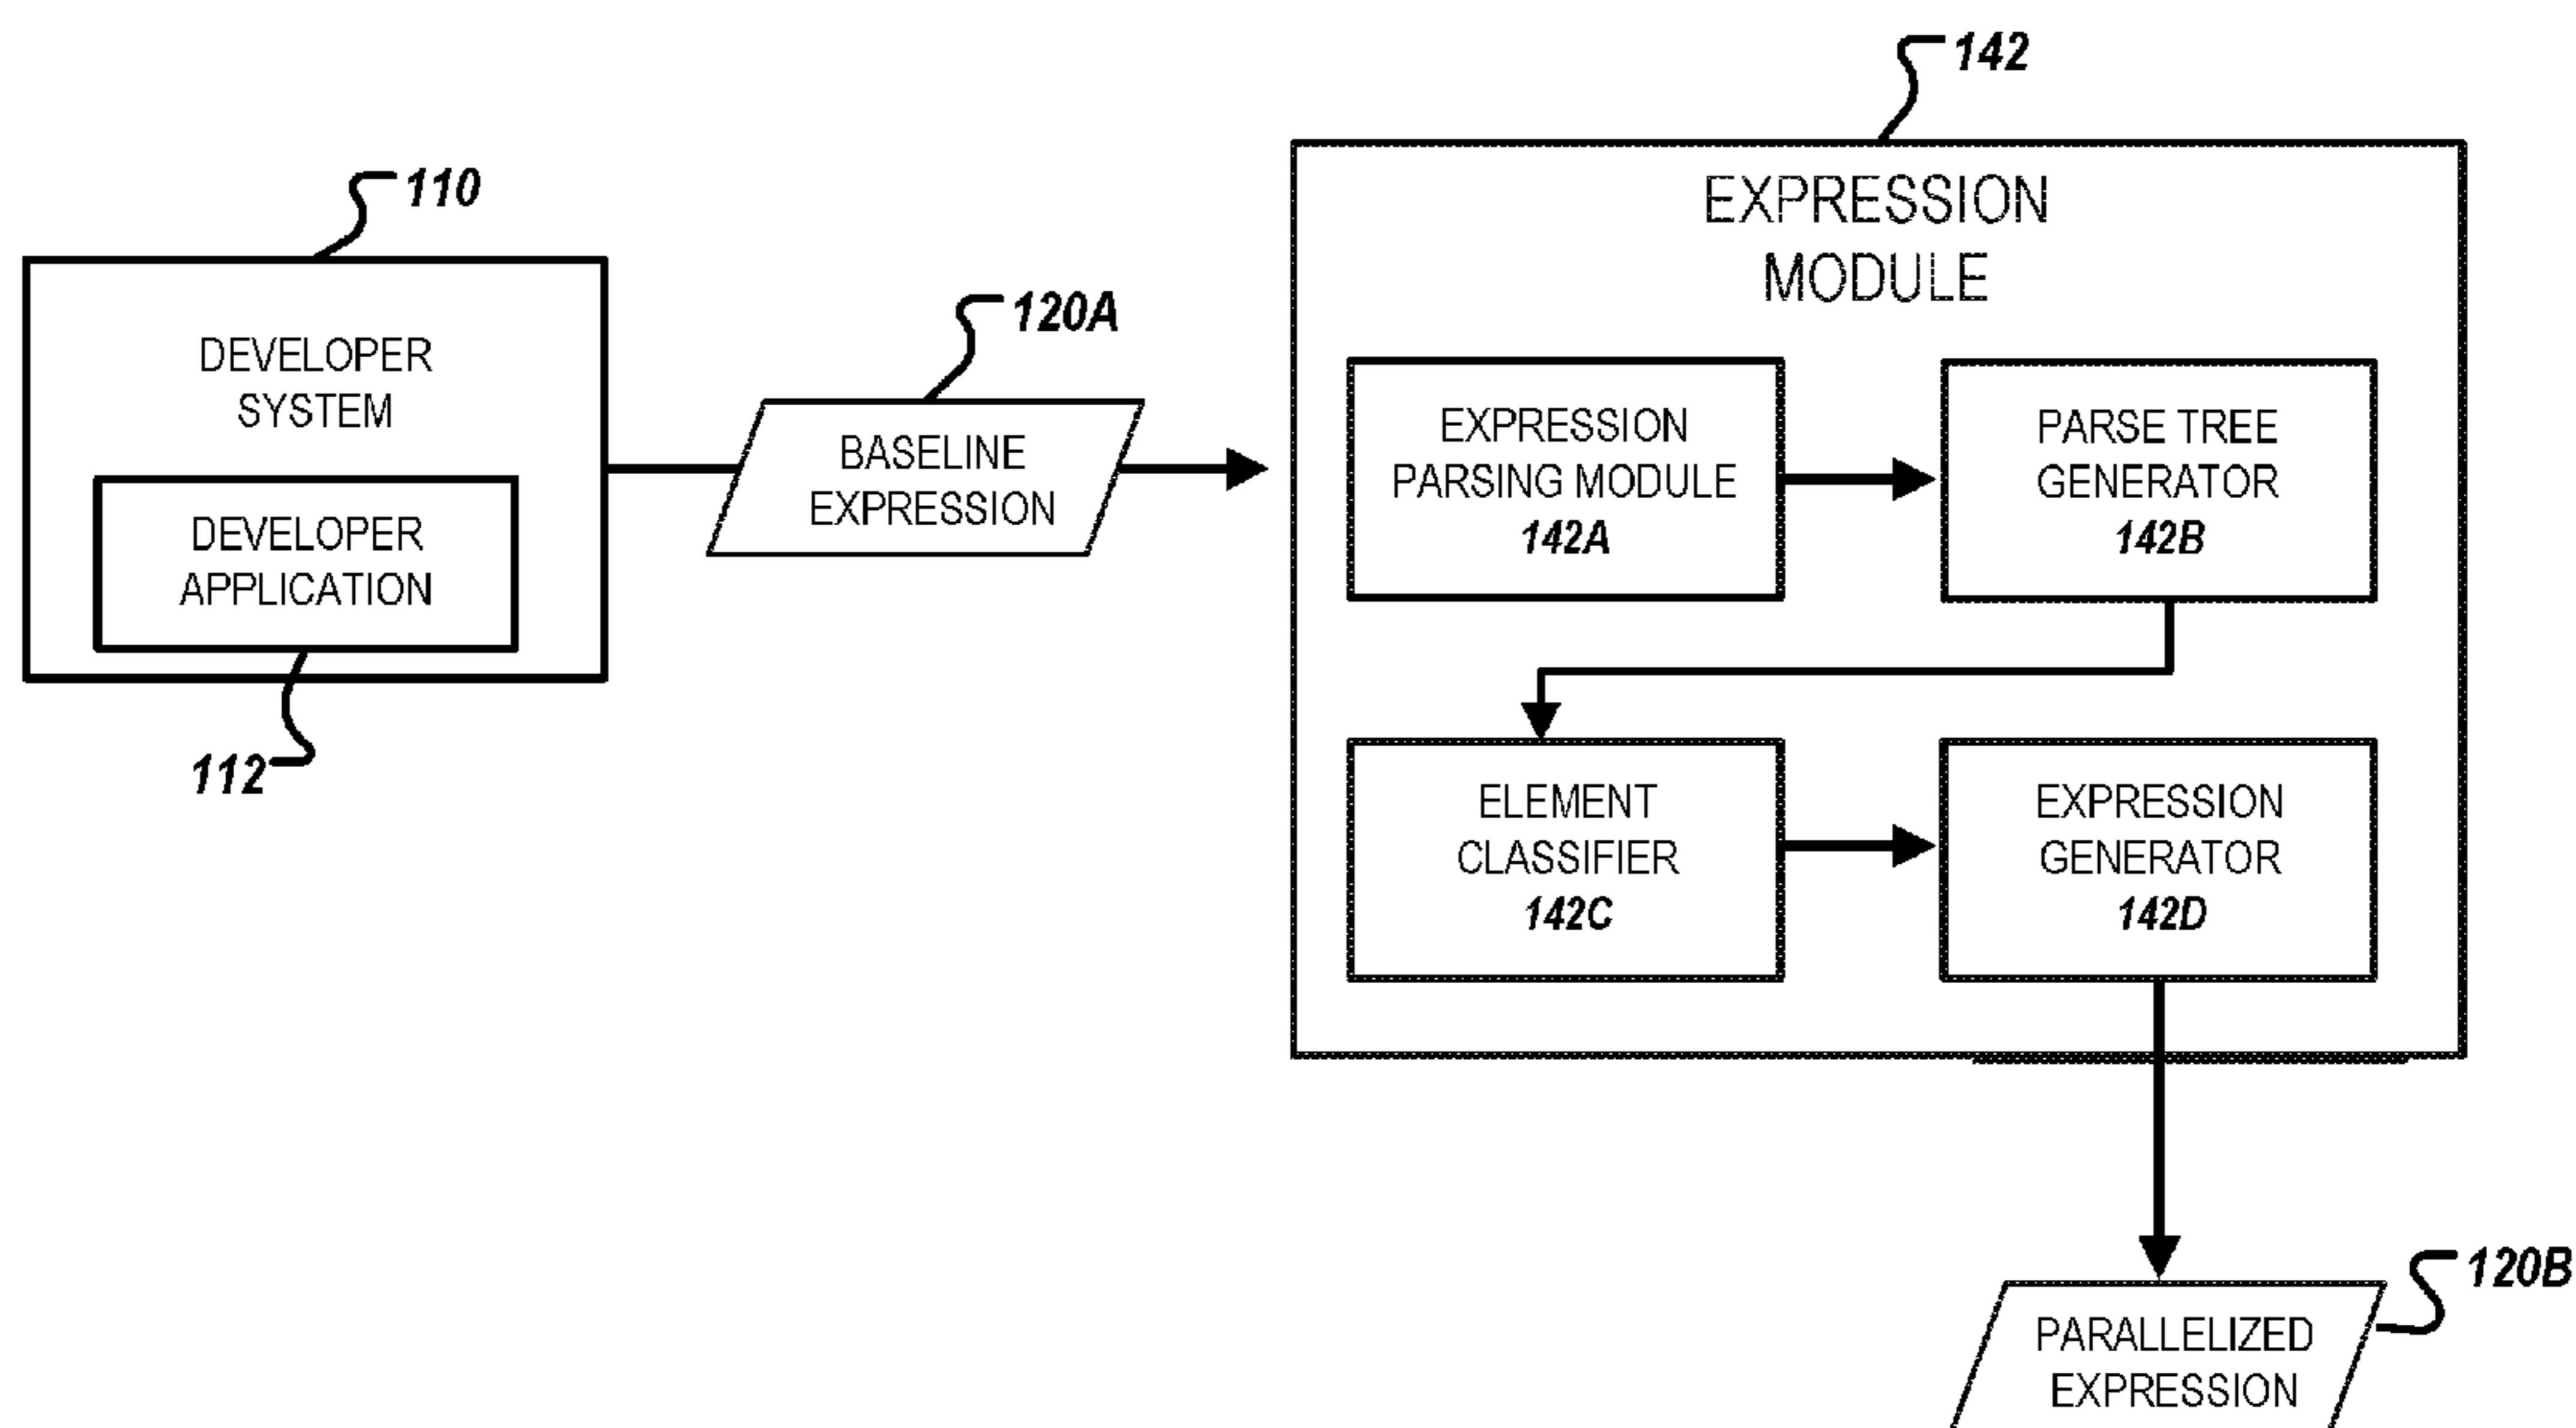 142
110
EXPRESSION
MODULE
120A
DEVELOPER
SYSTEM
BASELINE
EXPRESSION
EXPRESSION
PARSING MODULE
142A
PARSE TREE
GENERATOR
142B
DEVELOPER
APPLICATION
112
ELEMENT
CLASSIFIER
142C
EXPRESSION
GENERATOR
142D
120B
PARALLELIZED
EXPRESSION